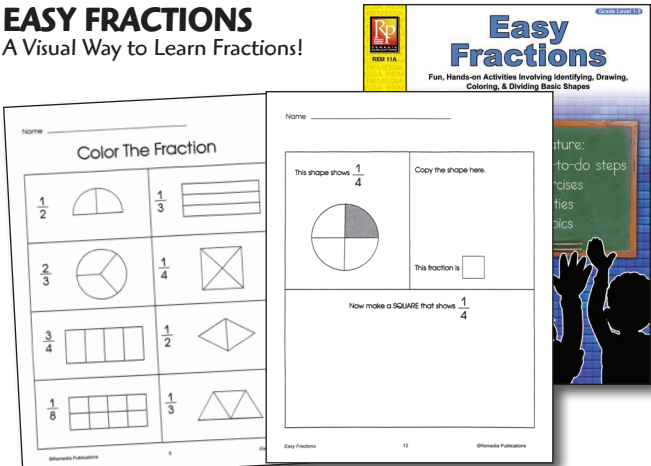 EASY FRACTIONS
A Visual Way to Learn Fractions!
Grade Level 1-2
RP
REMEDIA
PUBLICATIONS
REM 11A
Easy
Fractions
Fun, Hands-on Activities Involving Identifying, Drawing,
Coloring, & Dividing Basic Shapes
ature:
-to-do steps
rcises
ties
pics
Name
Color The Fraction
1/2
1/3
2/3
1/4
3/4
1/2
1/8
1/3
©Remedia Publications
Name
This shape shows 1/4
Copy the shape here.
This fraction is
Now make a SQUARE that shows 1/4
Easy Fractions
12
©Remedia Publications